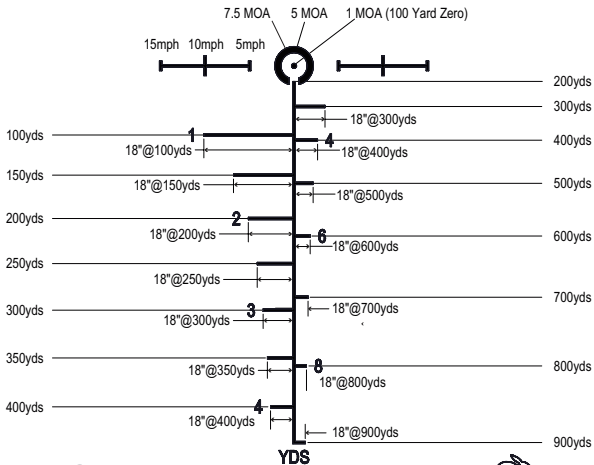 7.5 MOA 5 MOA 1 MOA (100 Yard Zero)
15mph 10mph 5mph
200yds
300yds
18"@300yds
100yds 1 4 400yds
18"@100yds 18"@400yds
150yds
18"@150yds 500yds
18"@500yds
200yds 2
18"@200yds 6 600yds
18"@600yds
250yds
18"@250yds
700yds
300yds 3 18"@700yds
18"@300yds
350yds
18"@350yds 8 800yds
18"@800yds
400yds 4
18"@400yds
18"@900yds
900yds
YDS